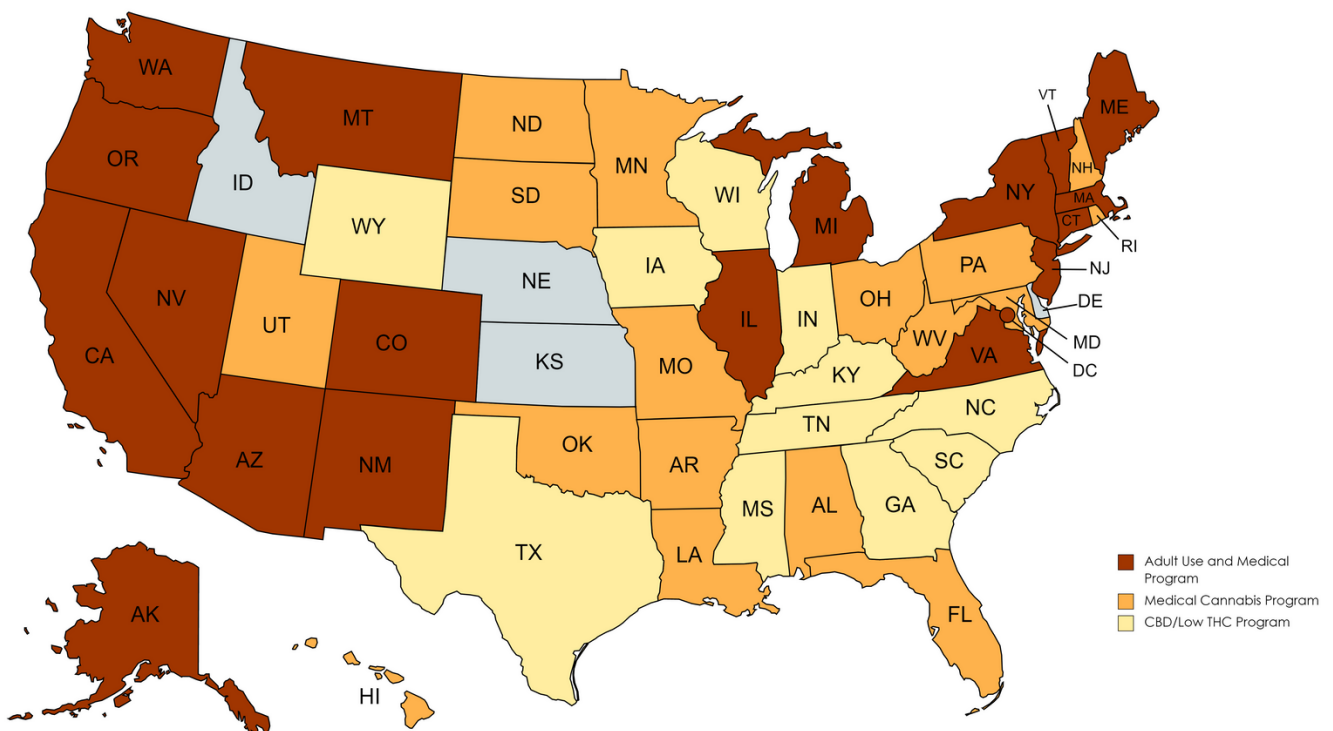 WA
MT
ND
MN
VT
ME
OR
ID
SD
WI
NH
NY
MA
WY
MI
CT
RI
IA
PA
NJ
NE
OH
NV
IL
IN
DE
UT
CO
WV
MD
CA
KS
MO
VA
DC
KY
NC
TN
OK
AZ
NM
AR
SC
MS
AL
GA
TX
LA
Adult Use and Medical
Program
Medical Cannabis Program
FL
CBD/Low THC Program
AK
HI